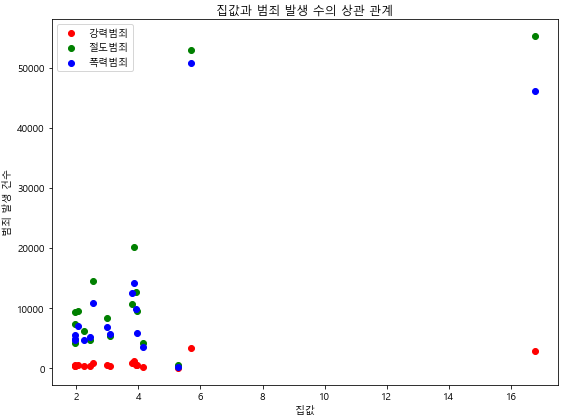 집값과 범죄 발생 수의 상관 관계
강력범죄
절도범죄
폭력범죄
범죄 발생 건수
50000
40000
30000
20000
10000
0
2 4 6 8 10 12 14 16
집값